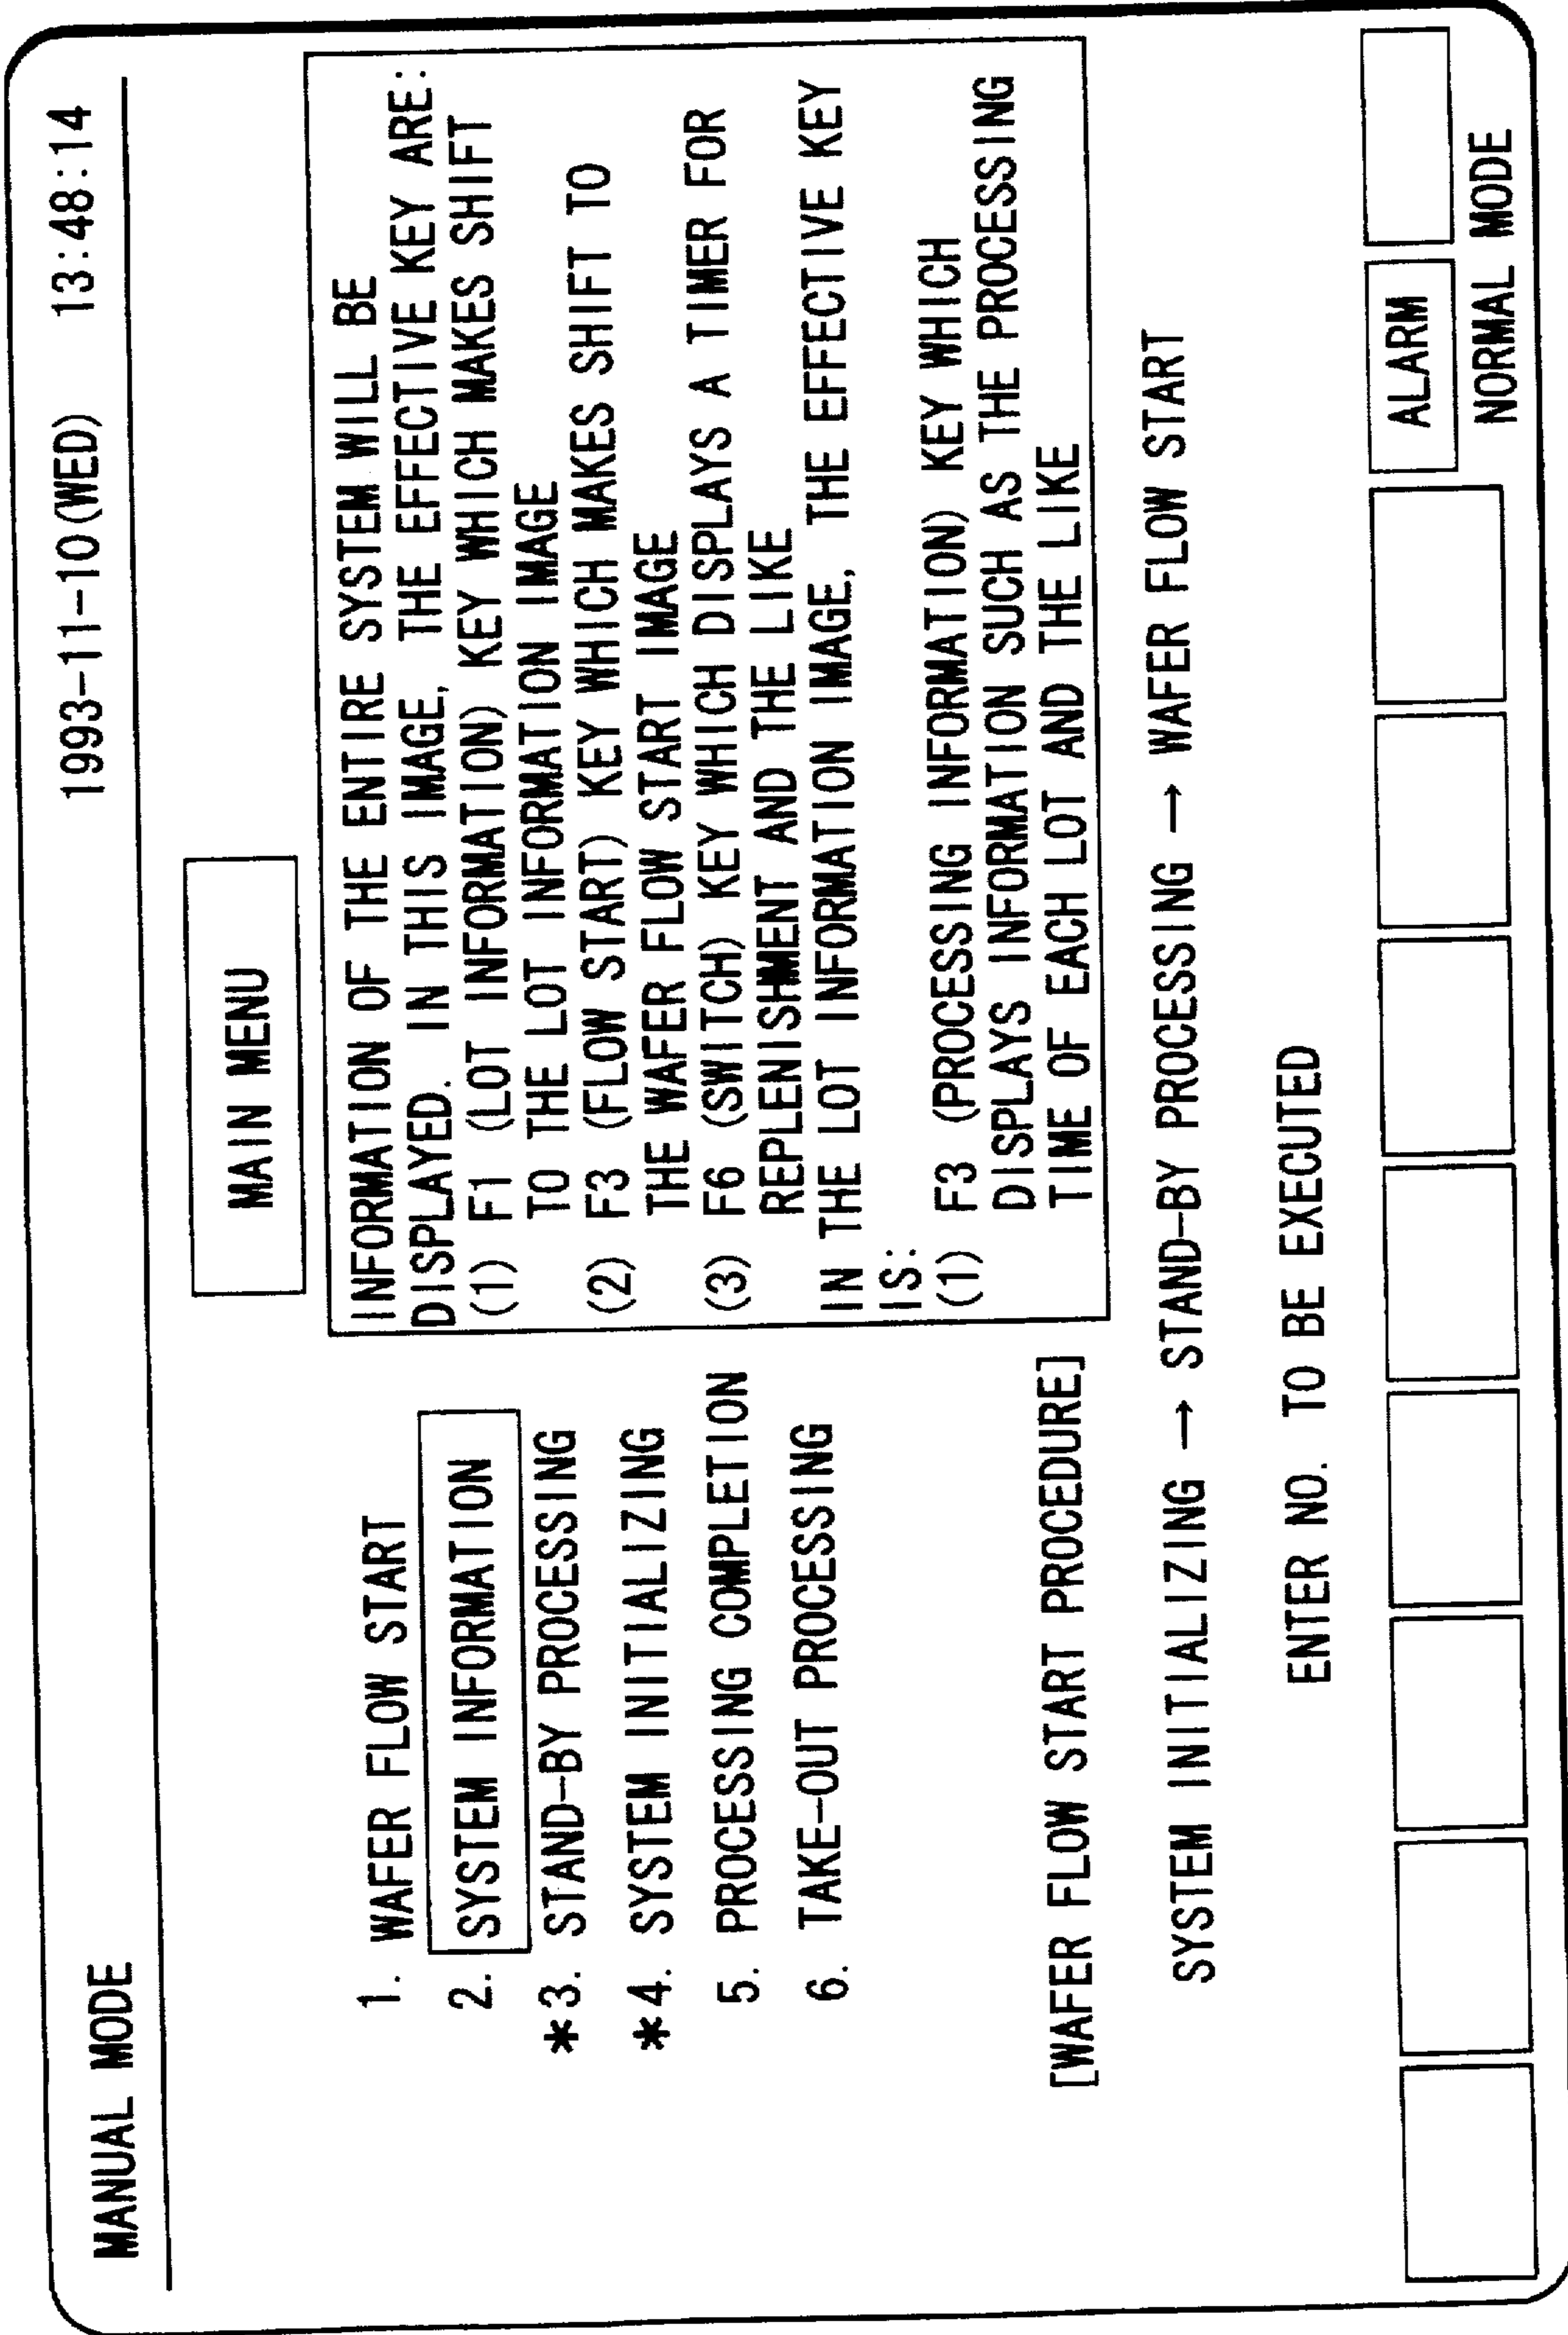 MANUAL MODE
1993-11-10(WED) 13:48:14
MAIN MENU
1. WAFER FLOW START
2. SYSTEM INFORMATION
*3. STAND-BY PROCESSING
*4. SYSTEM INITIALIZING
5. PROCESSING COMPLETION
6. TAKE-OUT PROCESSING
INFORMATION OF THE ENTIRE SYSTEM WILL BE
DISPLAYED. IN THIS IMAGE, THE EFFECTIVE KEY ARE:
(1) F1 (LOT INFORMATION) KEY WHICH MAKES SHIFT
TO THE LOT INFORMATION IMAGE
(2) F3 (FLOW START) KEY WHICH MAKES SHIFT TO
THE WAFER FLOW START IMAGE
(3) F6 (SWITCH) KEY WHICH DISPLAYS A TIMER FOR
REPLENISHMENT AND THE LIKE
IN THE LOT INFORMATION IMAGE, THE EFFECTIVE KEY
IS:
(1) F3 (PROCESSING INFORMATION) KEY WHICH
DISPLAYS INFORMATION SUCH AS THE PROCESSING
TIME OF EACH LOT AND THE LIKE
[WAFER FLOW START PROCEDURE]
SYSTEM INITIALIZING → STAND-BY PROCESSING → WAFER FLOW START
ENTER NO. TO BE EXECUTED
ALARM
NORMAL MODE